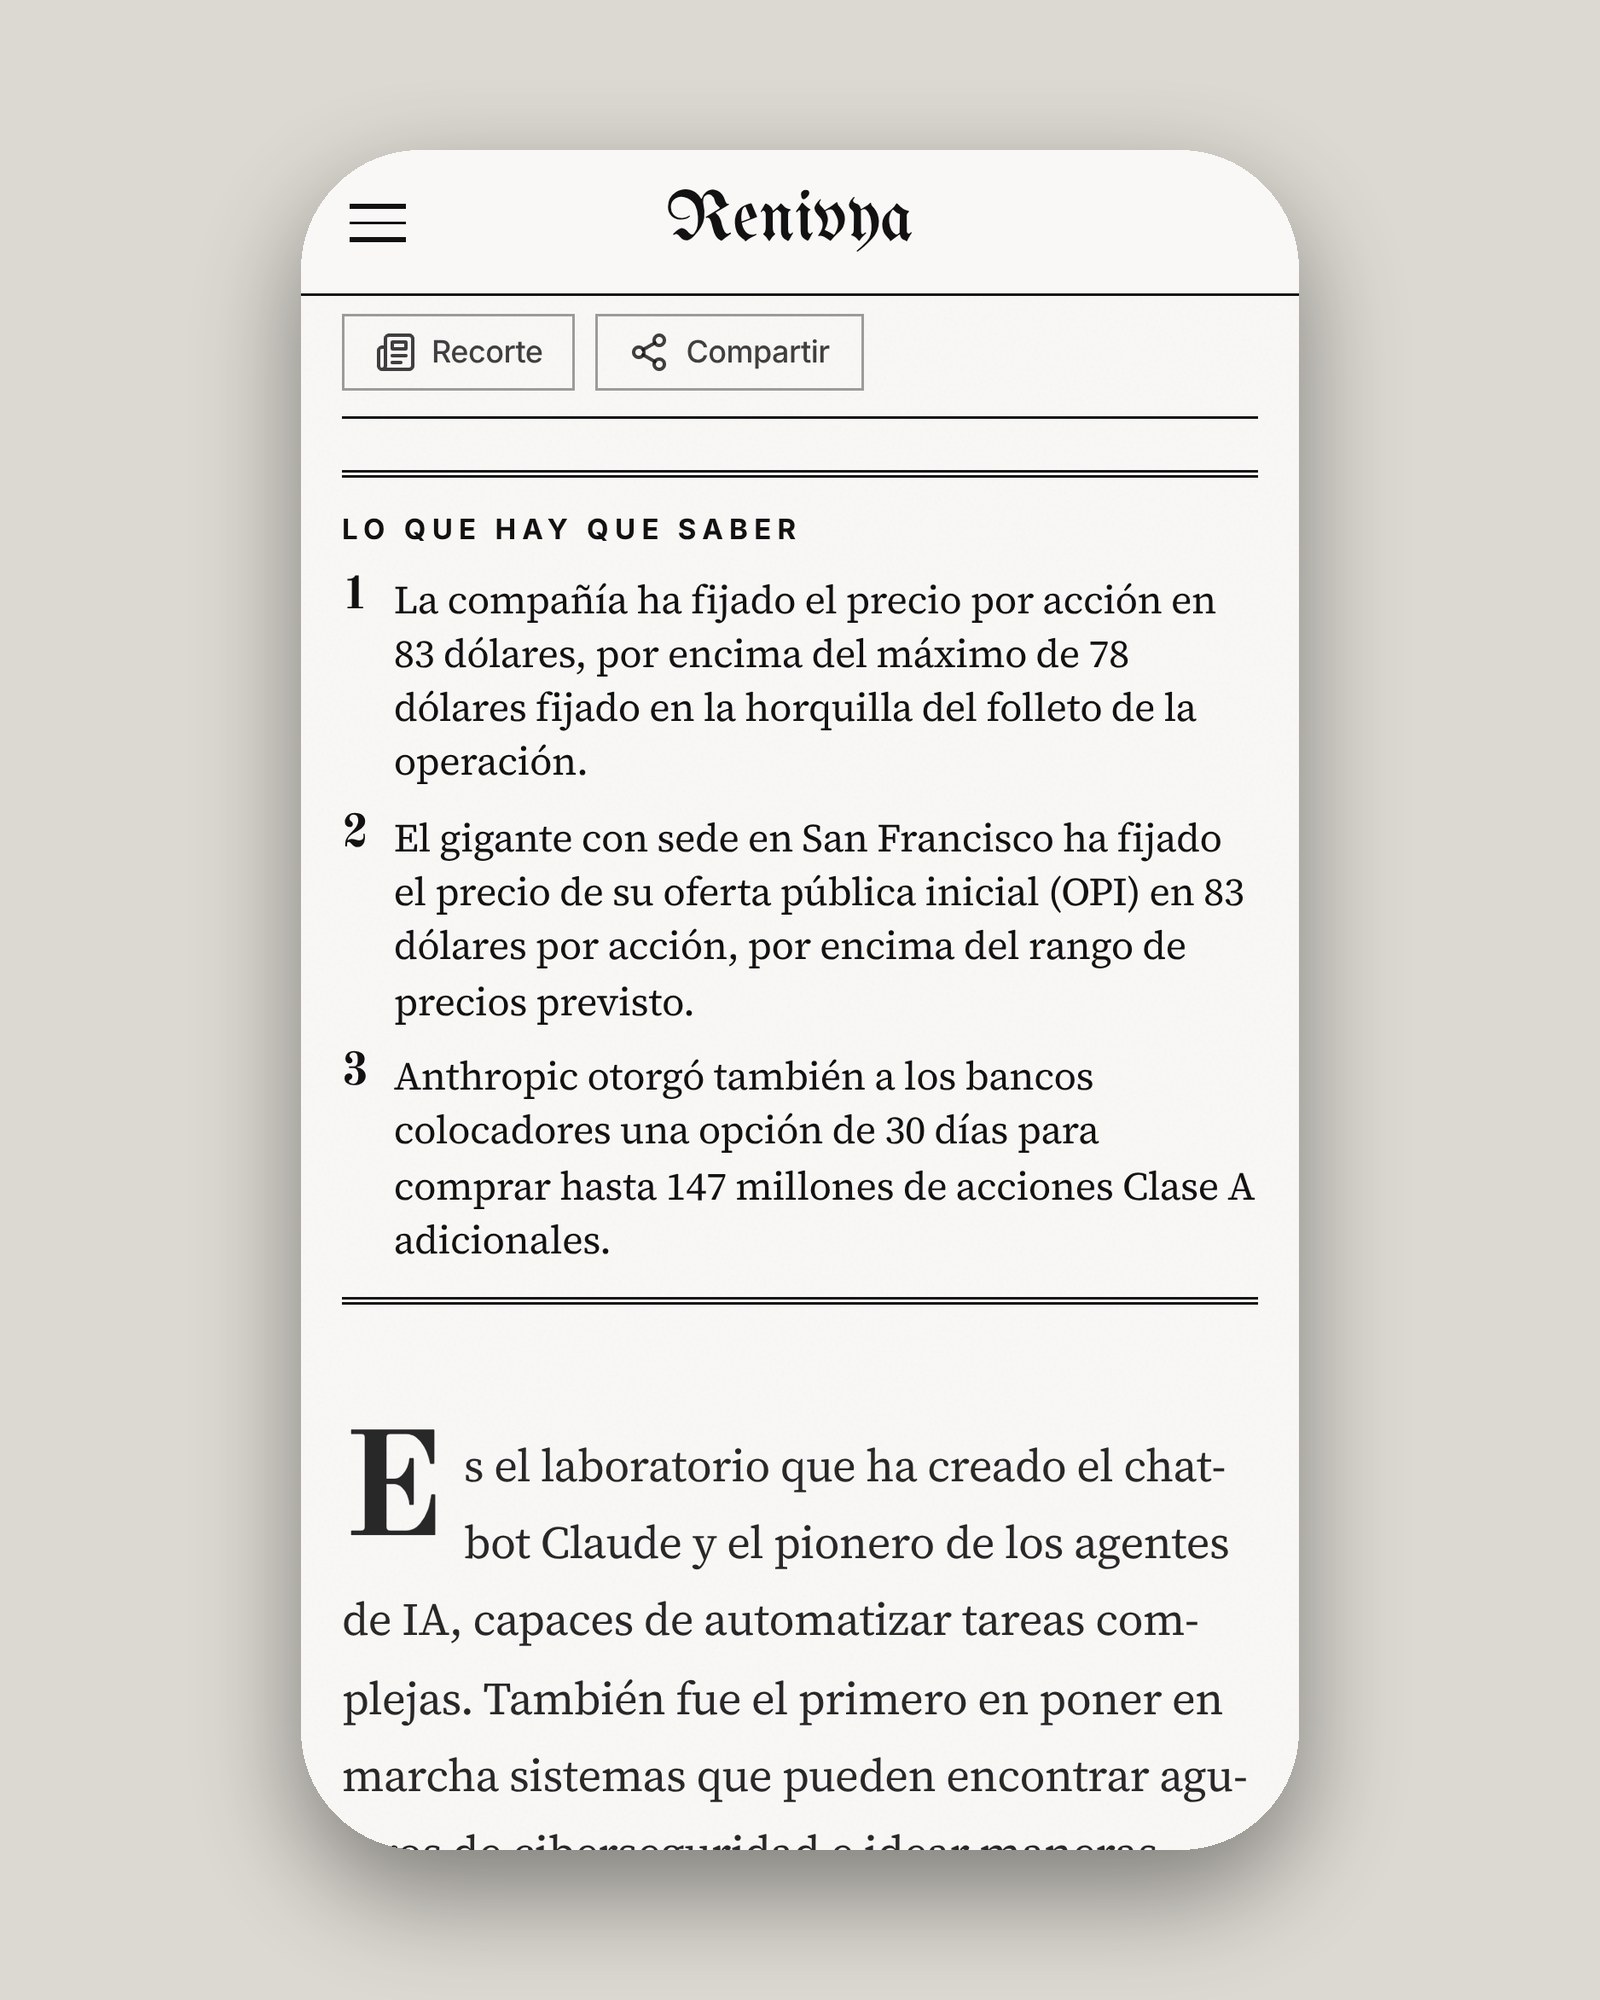 Renivya
Recorte
Compartir
LO QUE HAY QUE SABER
1 La compañía ha fijado el precio por acción en
83 dólares, por encima del máximo de 78
dólares fijado en la horquilla del folleto de la
operación.
2 El gigante con sede en San Francisco ha fijado
el precio de su oferta pública inicial (OPI) en 83
dólares por acción, por encima del rango de
precios previsto.
3 Anthropic otorgó también a los bancos
colocadores una opción de 30 días para
comprar hasta 147 millones de acciones Clase A
adicionales.
Es el laboratorio que ha creado el chat-
bot Claude y el pionero de los agentes
de IA, capaces de automatizar tareas com-
plejas. También fue el primero en poner en
marcha sistemas que pueden encontrar agu-
de ciberseguridad e idear maneras